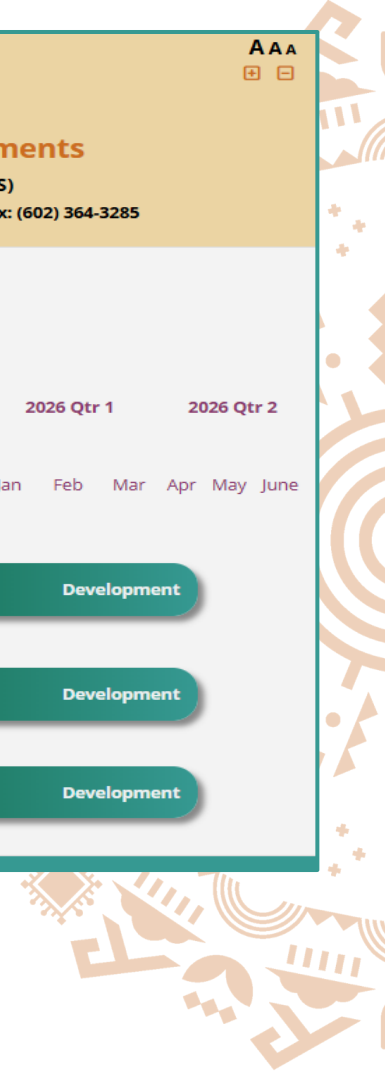 A A A
ments
S)
x: (602) 364-3285
2026 Qtr 1 2026 Qtr 2
an Feb Mar Apr May June
Development
Development
Development